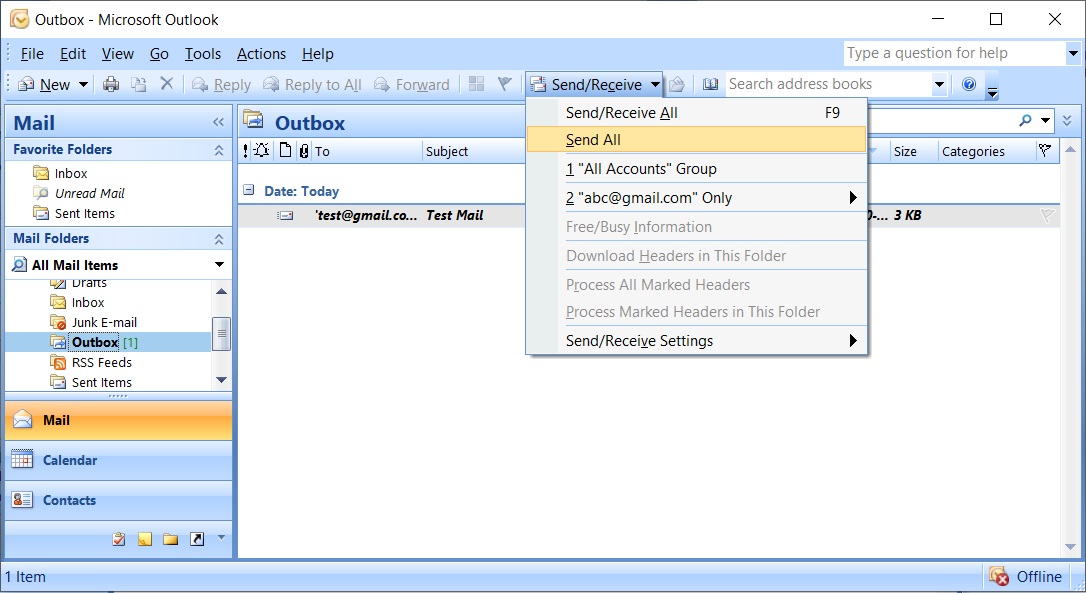 Outbox - Microsoft Outlook
File Edit View Go Tools Actions Help
Type a question for help
New Reply Reply to All Forward Send/Receive Search address books
Mail
Favorite Folders
Inbox
Unread Mail
Sent Items
Mail Folders
All Mail Items
Drafts
Inbox
Junk E-mail
Outbox [1]
RSS Feeds
Sent Items
Mail
Calendar
Contacts
Outbox
To Subject Size Categories
Date: Today
'test@gmail.co... Test Mail 0-... 3 KB
Send/Receive All F9
Send All
1 "All Accounts" Group
2 "abc@gmail.com" Only
Free/Busy Information
Download Headers in This Folder
Process All Marked Headers
Process Marked Headers in This Folder
Send/Receive Settings
1 Item
Offline